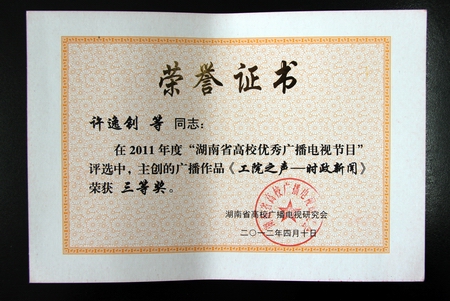 荣誉证书
许逸钊 等 同志：
在2011年度“湖南省高校优秀广播电视节目”
评选中，主创的广播作品《工院之声—时政新闻》
荣获 三等奖。
湖南省高校广播电视研究会
二〇一二年四月十日